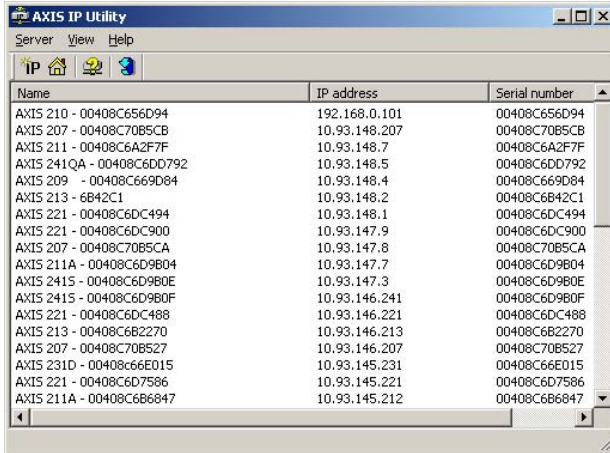 AXIS IP Utility
Server View Help
IP
Name IP address Serial number
AXIS 210 - 00408C656D94 192.168.0.101 00408C656D94
AXIS 207 - 00408C70B5CB 10.93.148.207 00408C70B5CB
AXIS 211 - 00408C6A2F7F 10.93.148.7 00408C6A2F7F
AXIS 241QA - 00408C6DD792 10.93.148.5 00408C6DD792
AXIS 209 - 00408C669D84 10.93.148.4 00408C669D84
AXIS 213 - 6B42C1 10.93.148.2 00408C6B42C1
AXIS 221 - 00408C6DC494 10.93.148.1 00408C6DC494
AXIS 221 - 00408C6DC900 10.93.147.9 00408C6DC900
AXIS 207 - 00408C70B5CA 10.93.147.8 00408C70B5CA
AXIS 211A - 00408C6D9B04 10.93.147.7 00408C6D9B04
AXIS 241S - 00408C6D9B0E 10.93.147.3 00408C6D9B0E
AXIS 241S - 00408C6D9B0F 10.93.146.241 00408C6D9B0F
AXIS 221 - 00408C6DC488 10.93.146.221 00408C6DC488
AXIS 213 - 00408C6B2270 10.93.146.213 00408C6B2270
AXIS 207 - 00408C70B527 10.93.146.207 00408C70B527
AXIS 231D - 00408c66E015 10.93.145.231 00408C66E015
AXIS 221 - 00408C6D7586 10.93.145.221 00408C6D7586
AXIS 211A - 00408C6B6847 10.93.145.212 00408C6B6847